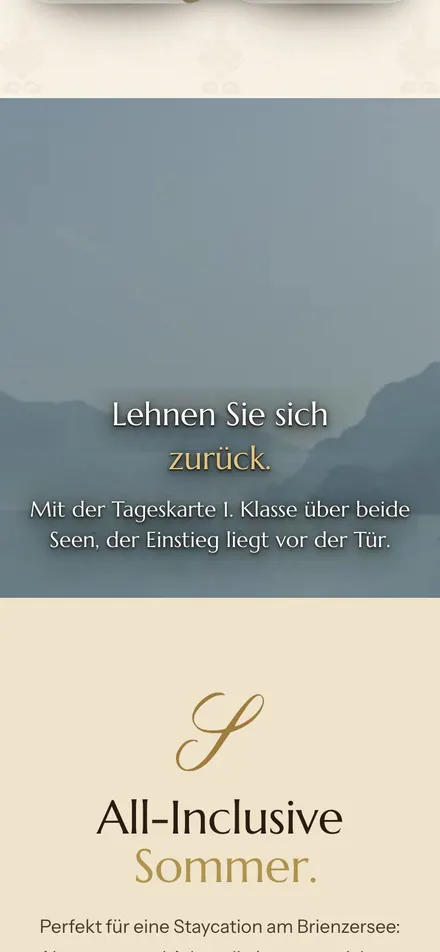 Lehnen Sie sich
zurück.
Mit der Tageskarte 1. Klasse über beide
Seen, der Einstieg liegt vor der Tür.
S
All-Inclusive
Sommer.
Perfekt für eine Staycation am Brienzersee: